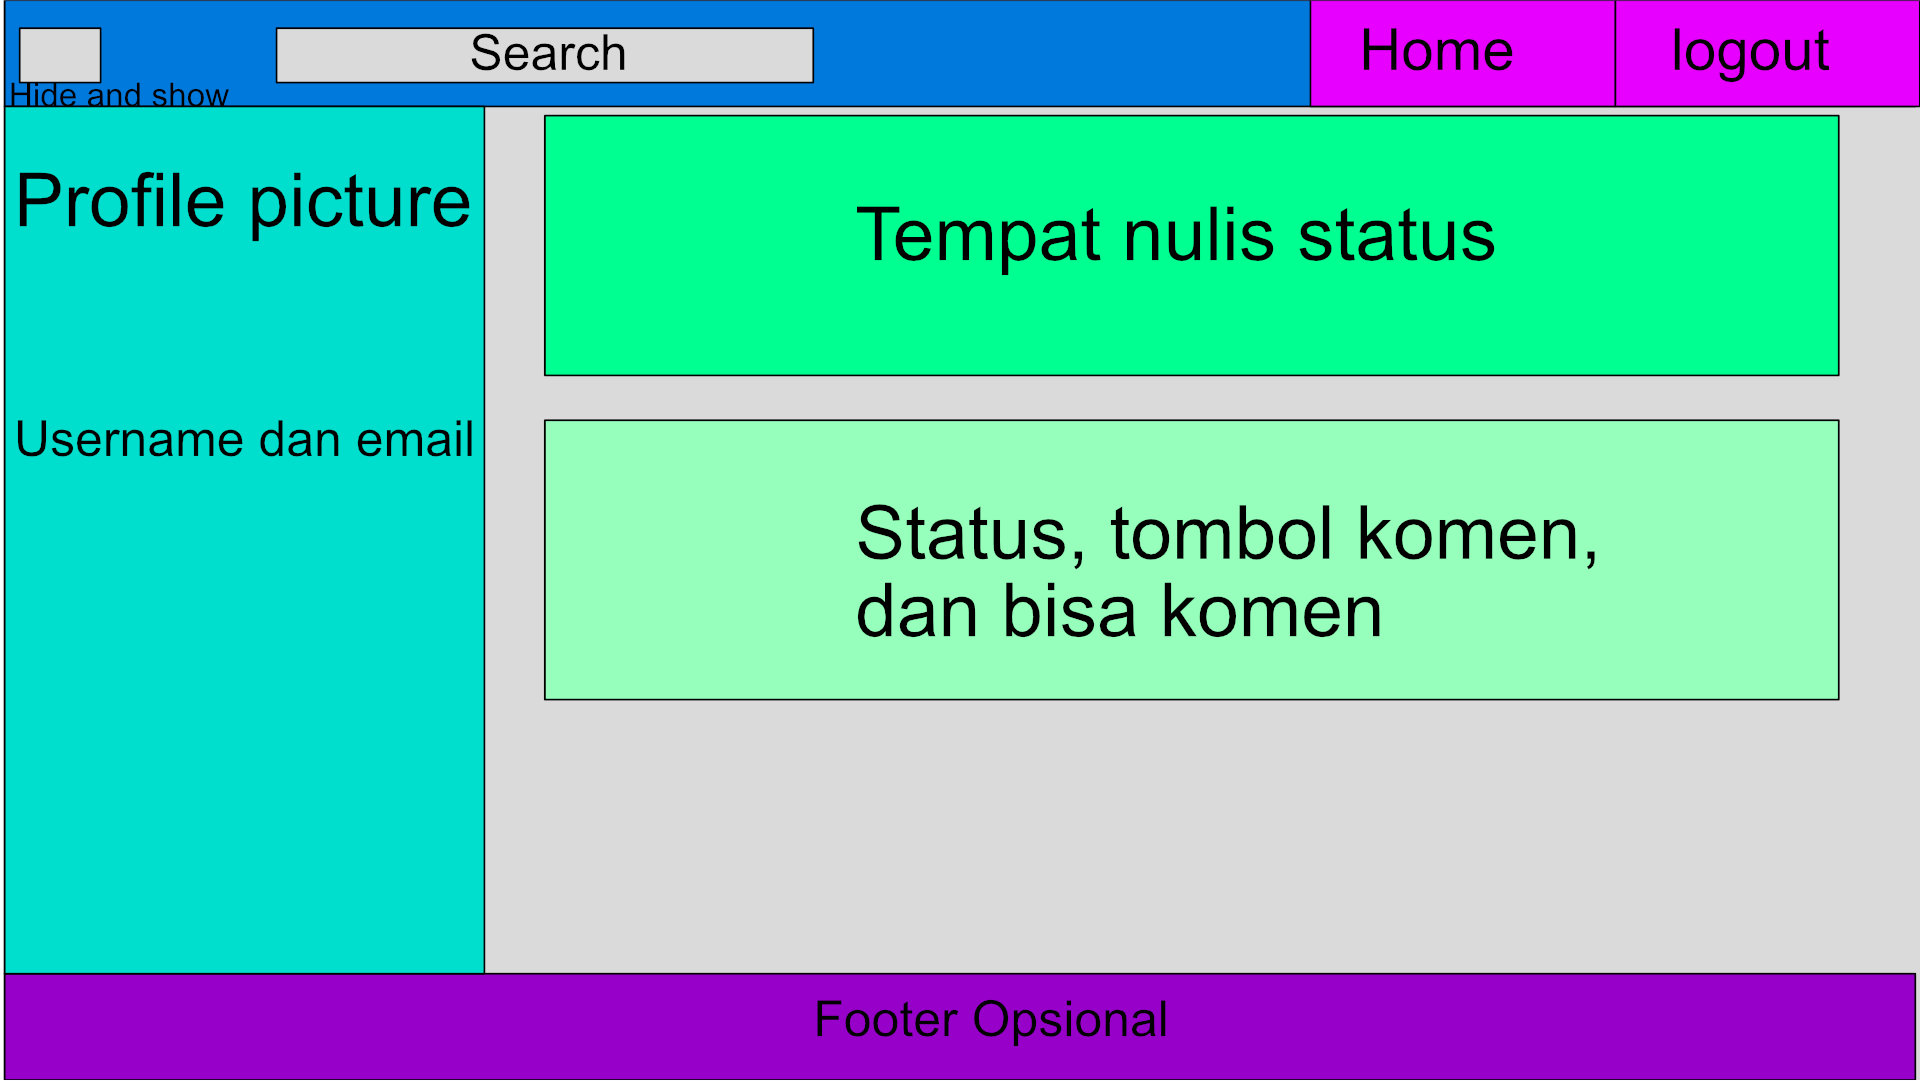 Search
Home
logout
Hide and show
Profile picture
Username dan email
Tempat nulis status
Status, tombol komen,
dan bisa komen
Footer Opsional